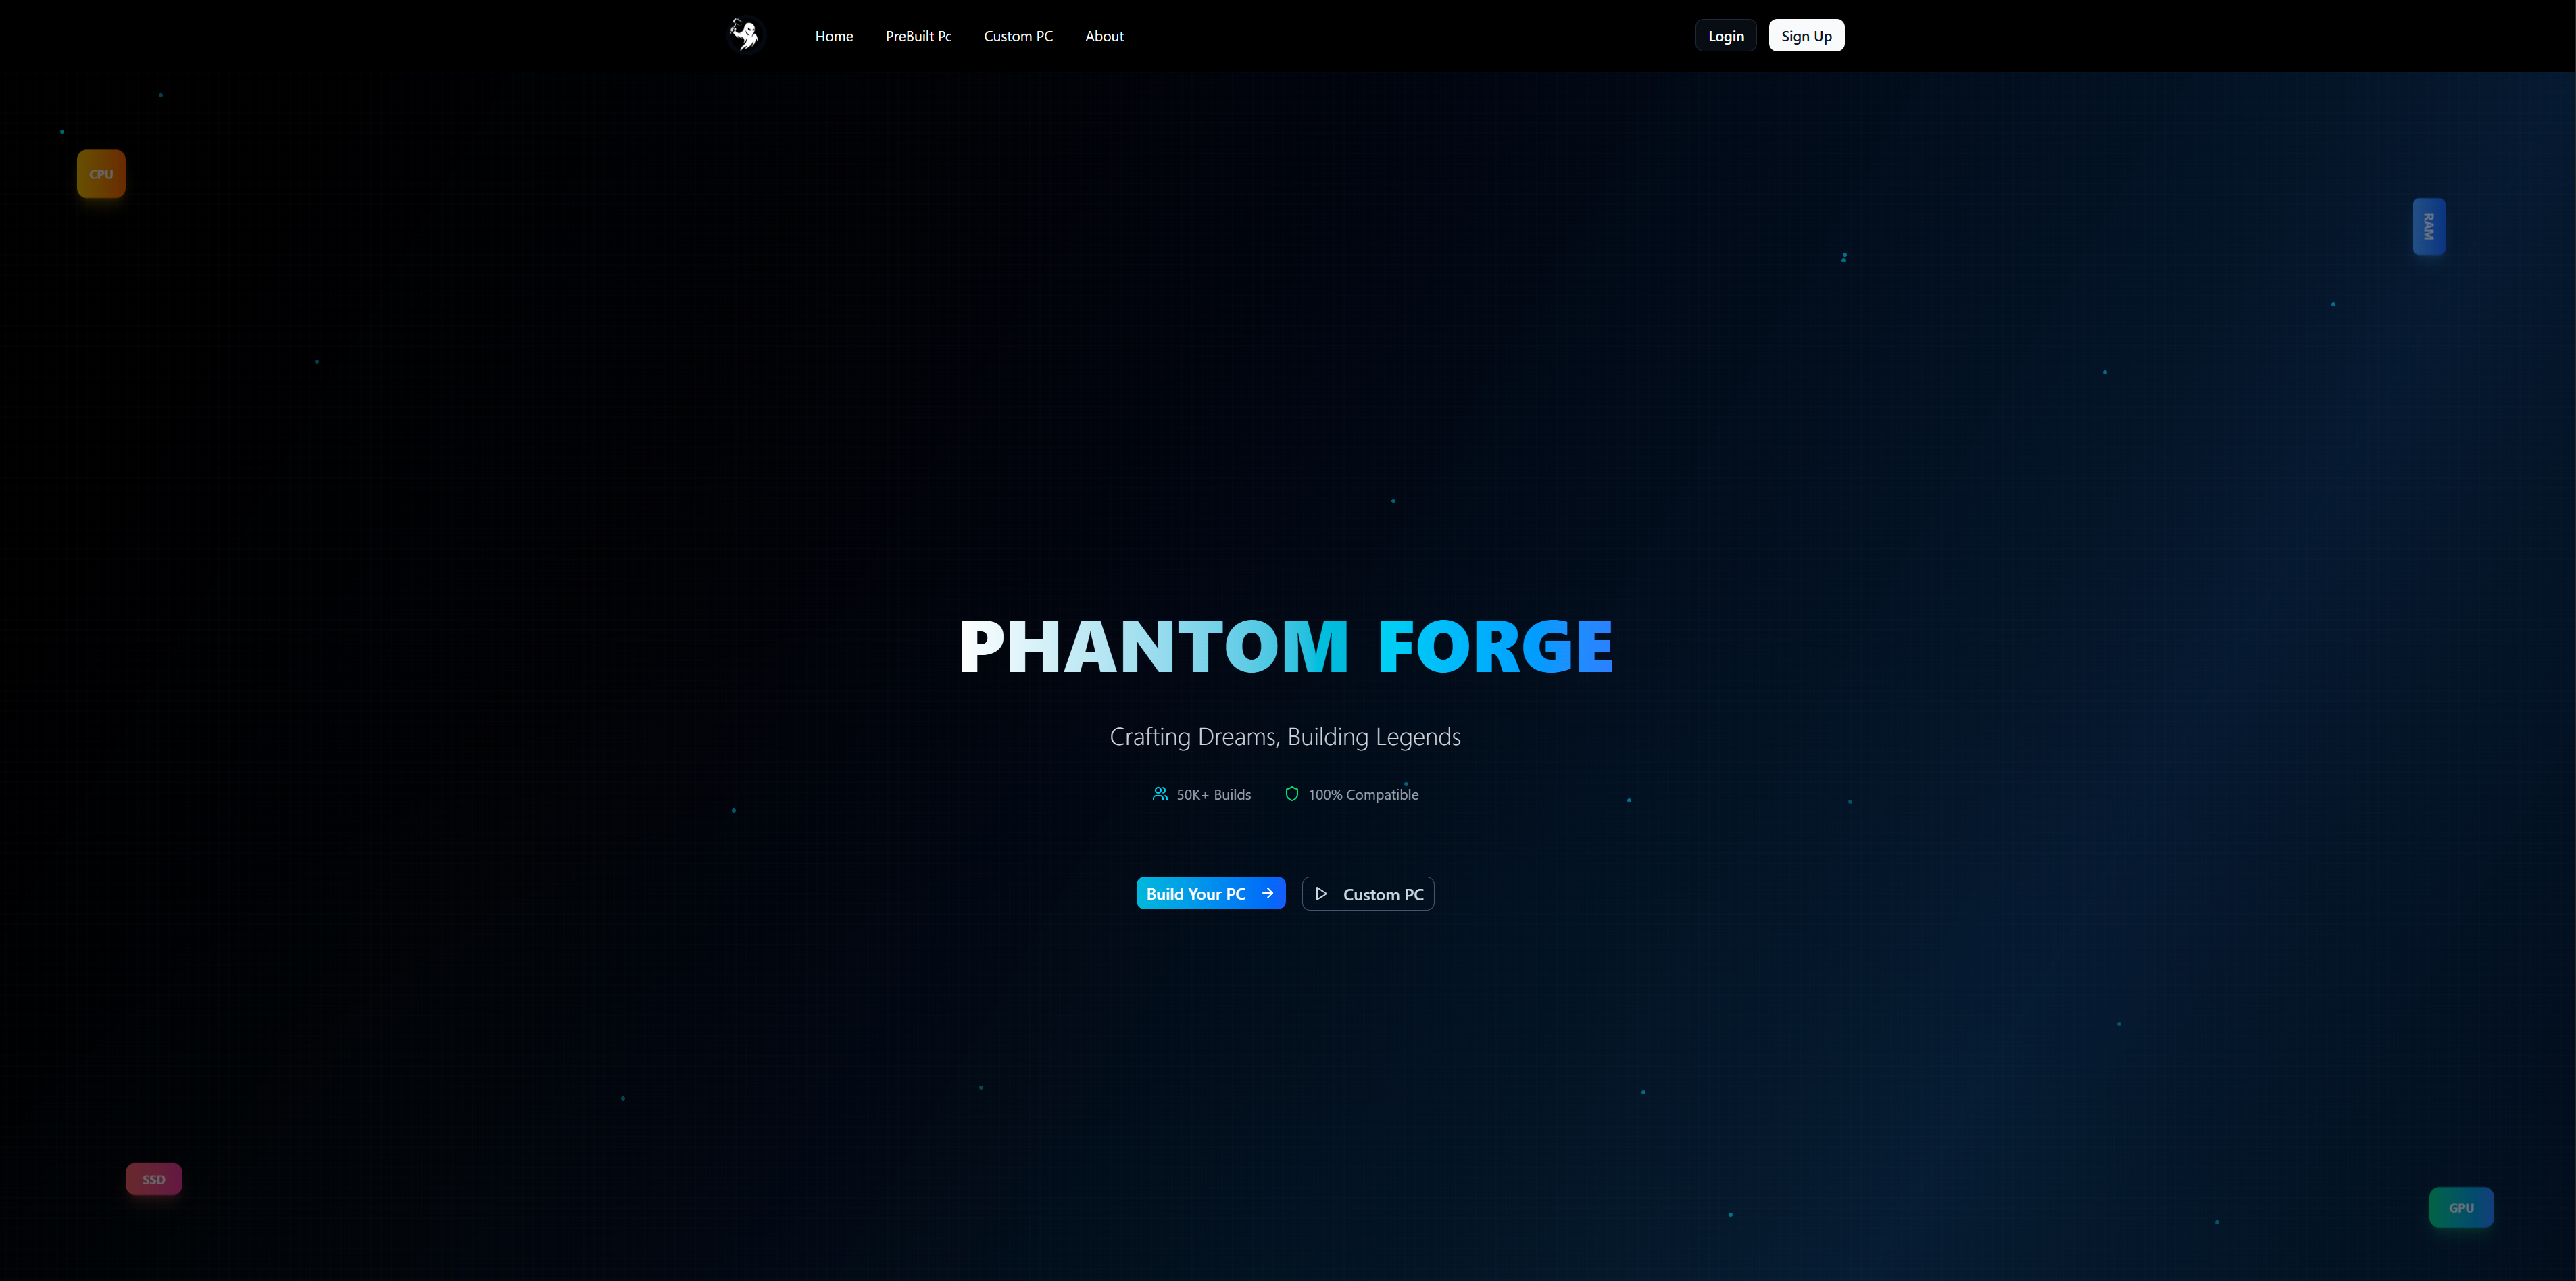 Home PreBuilt Pc Custom PC About Login Sign Up
CPU
RAM
PHANTOM FORGE
Crafting Dreams, Building Legends
50K+ Builds 100% Compatible
Build Your PC Custom PC
SSD
GPU